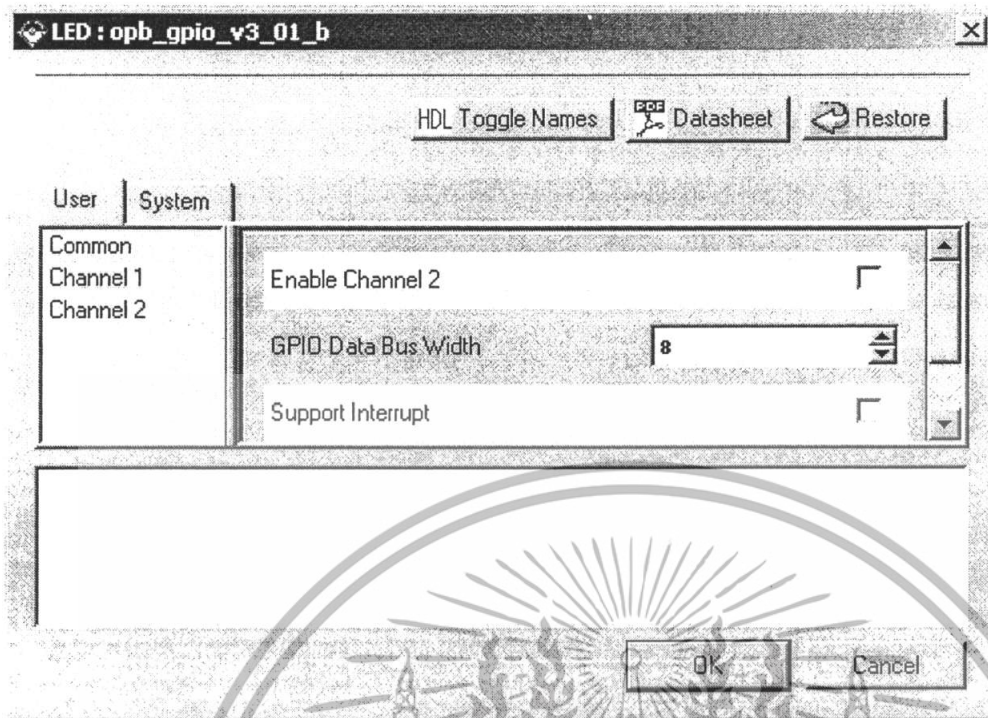 LED : opb_gpio_v3_01_b
HDL Toggle Names
PDF
Datasheet
Restore
User
System
Common
Channel 1
Channel 2
Enable Channel 2
GPIO Data Bus Width
8
Support Interrupt
OK
Cancel